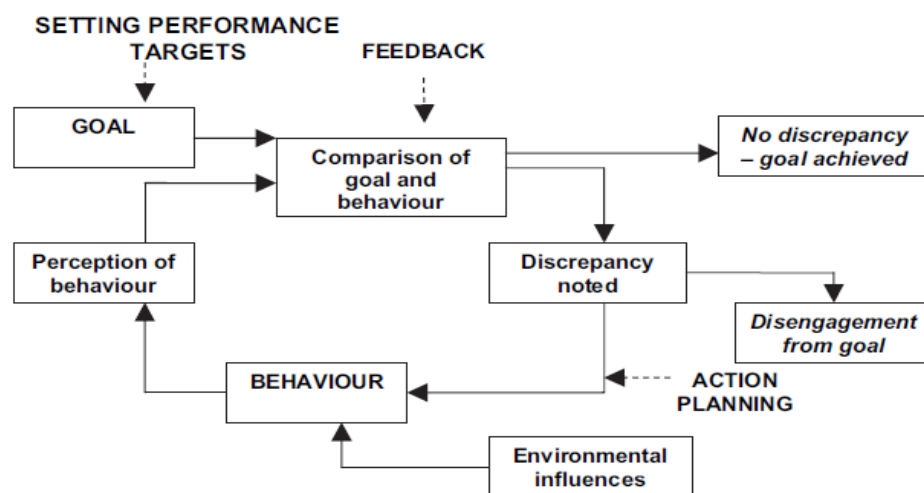 SETTING PERFORMANCE
TARGETS
FEEDBACK
GOAL
Comparison of
goal and
behaviour
No discrepancy
– goal achieved
Perception of
behaviour
Discrepancy
noted
Disengagement
from goal
BEHAVIOUR
ACTION
PLANNING
Environmental
influences